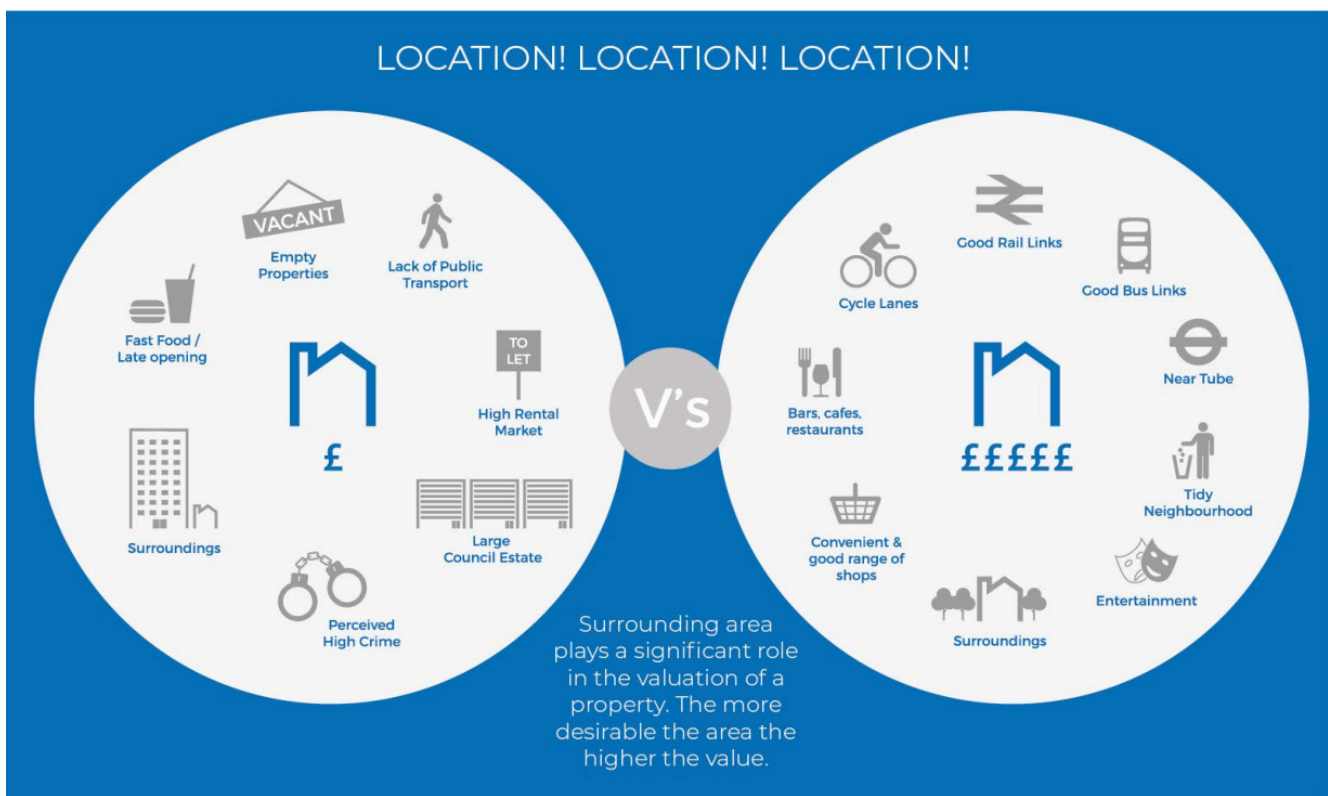 LOCATION! LOCATION! LOCATION!
VACANT
Empty
Properties
Lack of Public
Transport
Fast Food /
Late opening
TO
LET
High Rental
Market
£
Surroundings
Large
Council Estate
Perceived
High Crime
V's
Good Rail Links
Good Bus Links
Cycle Lanes
Near Tube
Bars, cafes,
restaurants
£££££
Tidy
Neighbourhood
Convenient &
good range of
shops
Entertainment
Surroundings
Surrounding area
plays a significant role
in the valuation of a
property. The more
desirable the area the
higher the value.